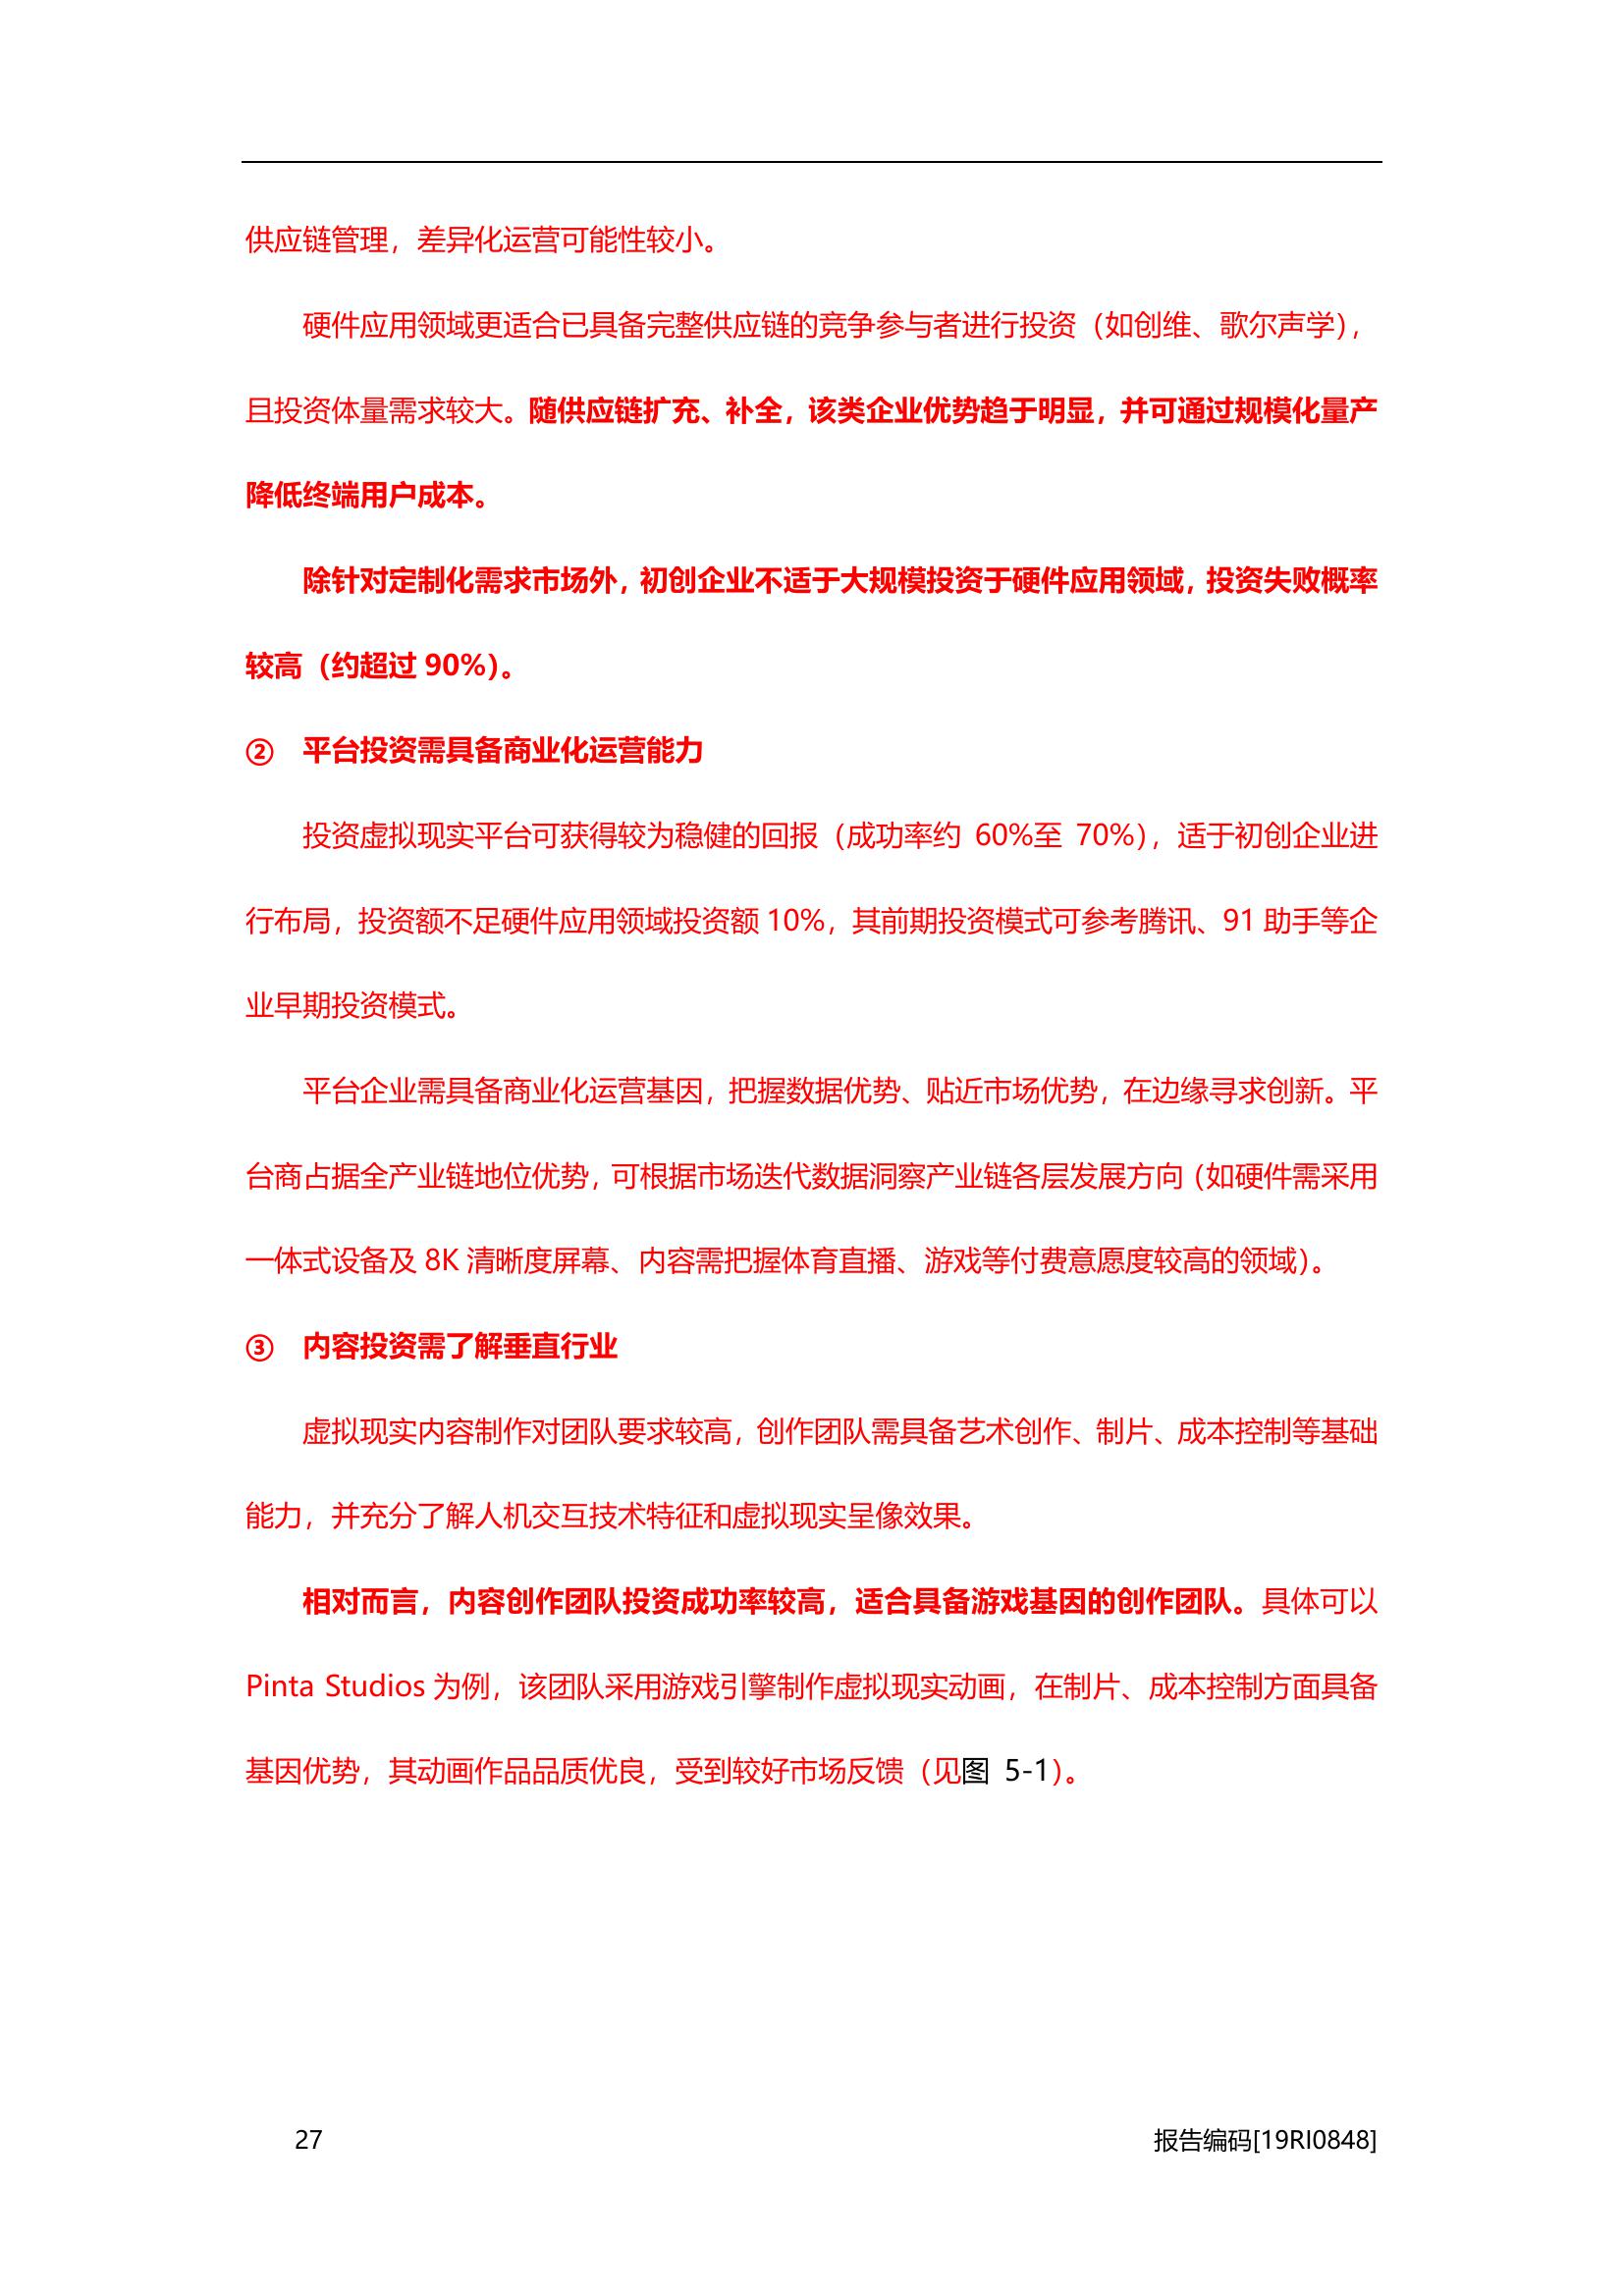 供应链管理，差异化运营可能性较小。
硬件应用领域更适合已具备完整供应链的竞争参与者进行投资（如创维、歌尔声学），
且投资体量需求较大。随供应链扩充、补全，该类企业优势趋于明显，并可通过规模化量产
降低终端用户成本。
除针对定制化需求市场外，初创企业不适于大规模投资于硬件应用领域，投资失败概率
较高（约超过 90%）。
② 平台投资需具备商业化运营能力
投资虚拟现实平台可获得较为稳健的回报（成功率约 60%至 70%），适于初创企业进
行布局，投资额不足硬件应用领域投资额 10%，其前期投资模式可参考腾讯、91 助手等企
业早期投资模式。
平台企业需具备商业化运营基因，把握数据优势、贴近市场优势，在边缘寻求创新。平
台商占据全产业链地位优势，可根据市场迭代数据洞察产业链各层发展方向（如硬件需采用
一体式设备及 8K 清晰度屏幕、内容需把握体育直播、游戏等付费意愿度较高的领域）。
③ 内容投资需了解垂直行业
虚拟现实内容制作对团队要求较高，创作团队需具备艺术创作、制片、成本控制等基础
能力，并充分了解人机交互技术特征和虚拟现实呈像效果。
相对而言，内容创作团队投资成功率较高，适合具备游戏基因的创作团队。具体可以
Pinta Studios 为例，该团队采用游戏引擎制作虚拟现实动画，在制片、成本控制方面具备
基因优势，其动画作品品质优良，受到较好市场反馈（见图 5-1）。
27 报告编码[19RI0848]